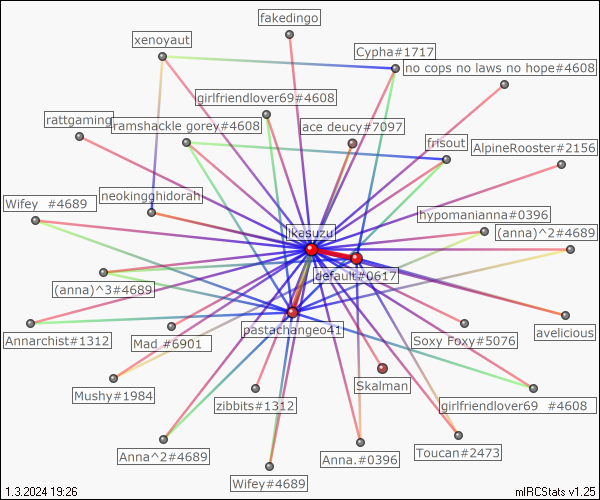 fakedingo
xenoyaut
Cypha#1717
no cops no laws no hope#4608
girlfriendlover69#4608
rattgaming
ramshackle gorey#4608
ace deucy#7097
frisout
AlpineRooster#2156
neokingghidorah
Wifey #4689
hypomanianna#0396
(anna)^2#4689
likesuzu
default#0617
(anna)^3#4689
pastachangeo41
avelicious
Annarchist#1312
Mad #6901
Soxy Foxy#5076
Skalman
Mushy#1984
zibbits#1312
girlfriendlover69 #4608
Anna^2#4689
Anna.#0396
Toucan#2473
Wifey#4689
1.3.2024 19:26
mIRCStats v1.25